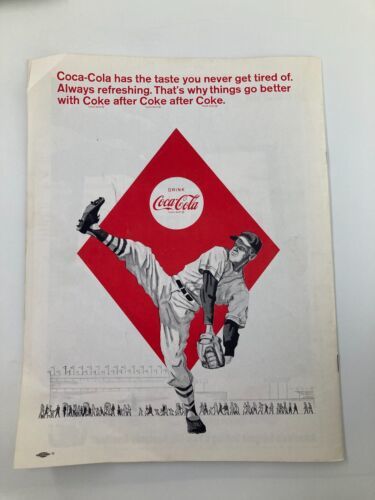 Coca-Cola has the taste you never get tired of.
Always refreshing. That's why things go better
with Coke after Coke after Coke.
DRINK
Coca-Cola